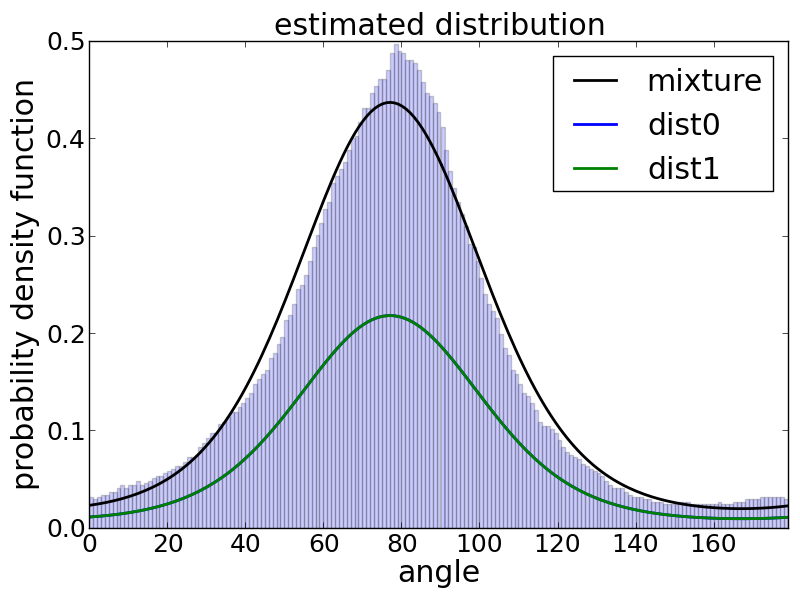 estimated distribution
mixture
dist0
dist1
probability density function
0.5
0.4
0.3
0.2
0.1
0.0
0 20 40 60 80 100 120 140 160
angle